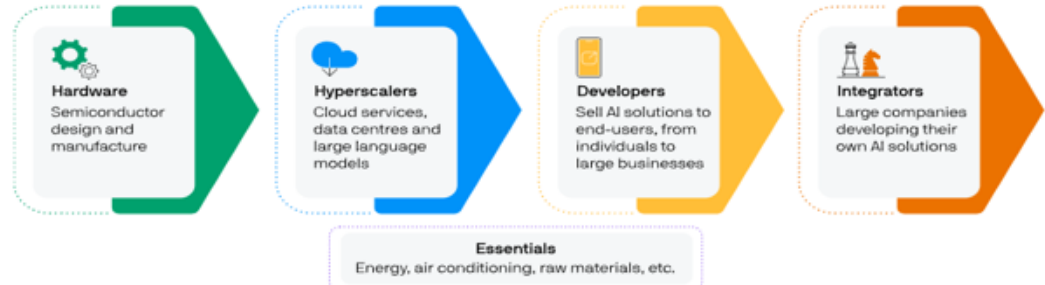 Hardware
Semiconductor
design and
manufacture
Hyperscalers
Cloud services,
data centres and
large language
models
Developers
Sell AI solutions to
end-users, from
individuals to
large businesses
Integrators
Large companies
developing their
own AI solutions
Essentials
Energy, air conditioning, raw materials, etc.